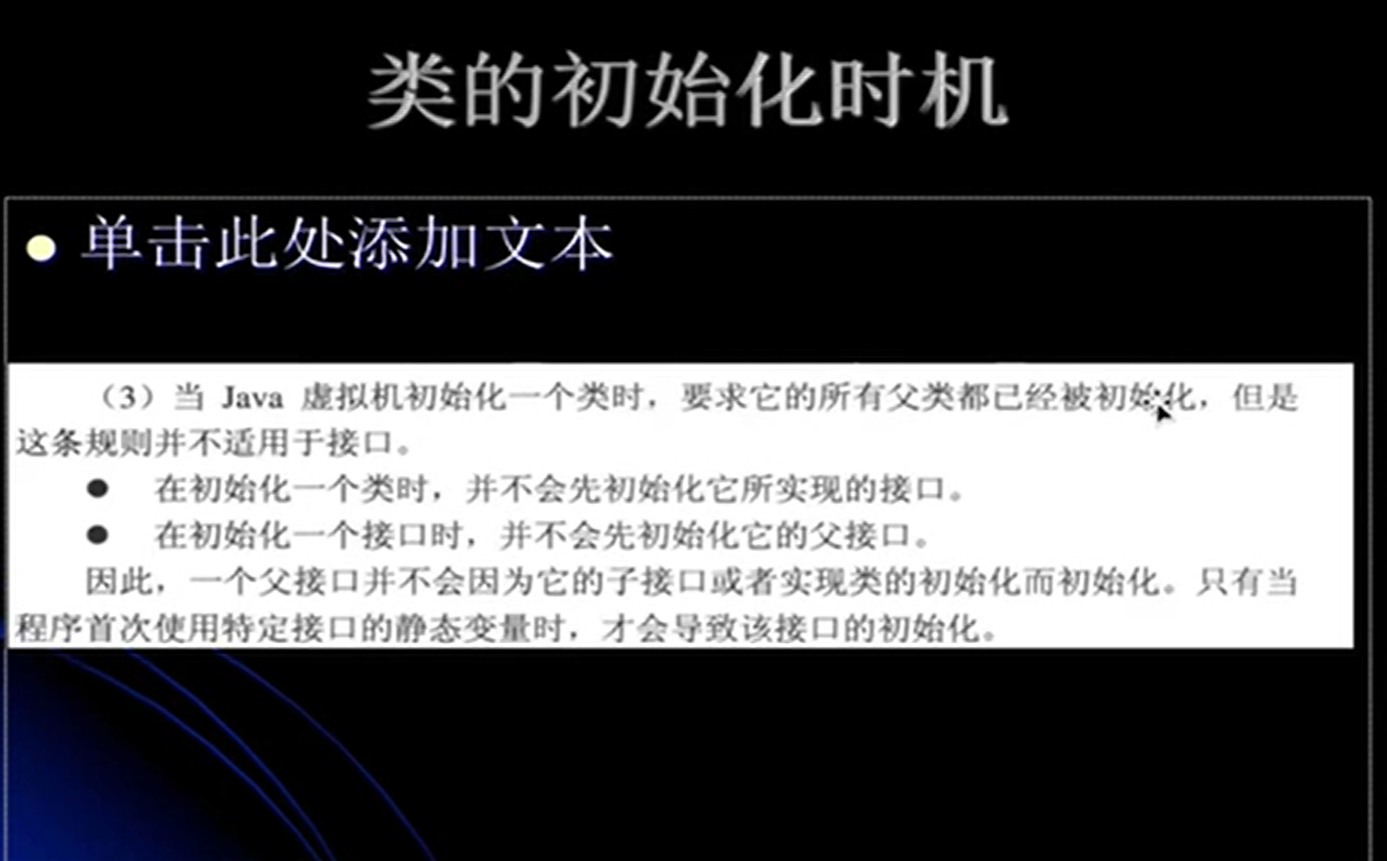 类的初始化时机
单击此处添加文本
（3）当 Java 虚拟机初始化一个类时，要求它的所有父类都已经被初始化，但是
这条规则并不适用于接口。
● 在初始化一个类时，并不会先初始化它所实现的接口。
● 在初始化一个接口时，并不会先初始化它的父接口。
因此，一个父接口并不会因为它的子接口或者实现类的初始化而初始化。只有当
程序首次使用特定接口的静态变量时，才会导致该接口的初始化。